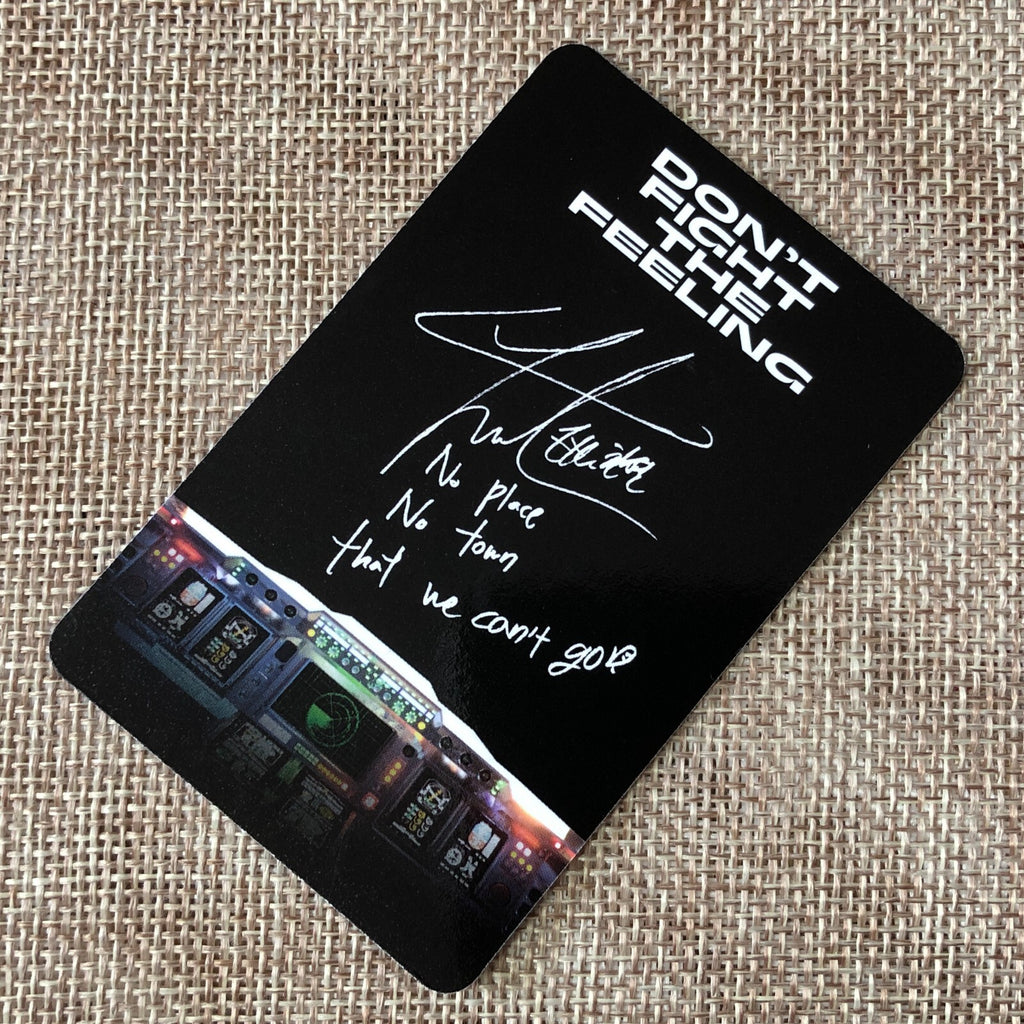 DON'T
FIGHT
THE
FEELING
No place
No town
that we can't go